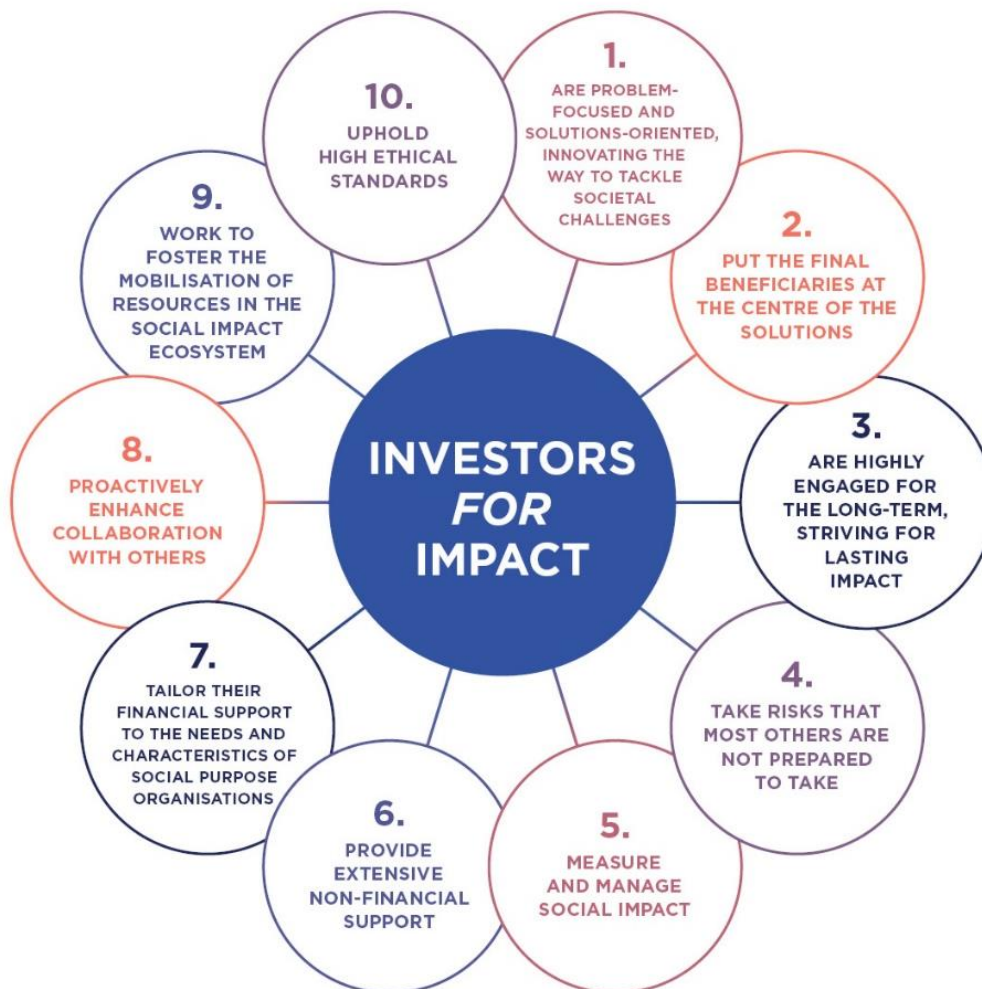 INVESTORS
FOR
IMPACT
1.
ARE PROBLEM-
FOCUSED AND
SOLUTIONS-ORIENTED,
INNOVATING THE
WAY TO TACKLE
SOCIETAL
CHALLENGES
2.
PUT THE FINAL
BENEFICIARIES AT
THE CENTRE OF THE
SOLUTIONS
3.
ARE HIGHLY
ENGAGED FOR
THE LONG-TERM,
STRIVING FOR
LASTING
IMPACT
4.
TAKE RISKS THAT
MOST OTHERS ARE
NOT PREPARED
TO TAKE
5.
MEASURE
AND MANAGE
SOCIAL IMPACT
6.
PROVIDE
EXTENSIVE
NON-FINANCIAL
SUPPORT
7.
TAILOR THEIR
FINANCIAL SUPPORT
TO THE NEEDS AND
CHARACTERISTICS OF
SOCIAL PURPOSE
ORGANISATIONS
8.
PROACTIVELY
ENHANCE
COLLABORATION
WITH OTHERS
9.
WORK TO
FOSTER THE
MOBILISATION OF
RESOURCES IN THE
SOCIAL IMPACT
ECOSYSTEM
10.
UPHOLD
HIGH ETHICAL
STANDARDS